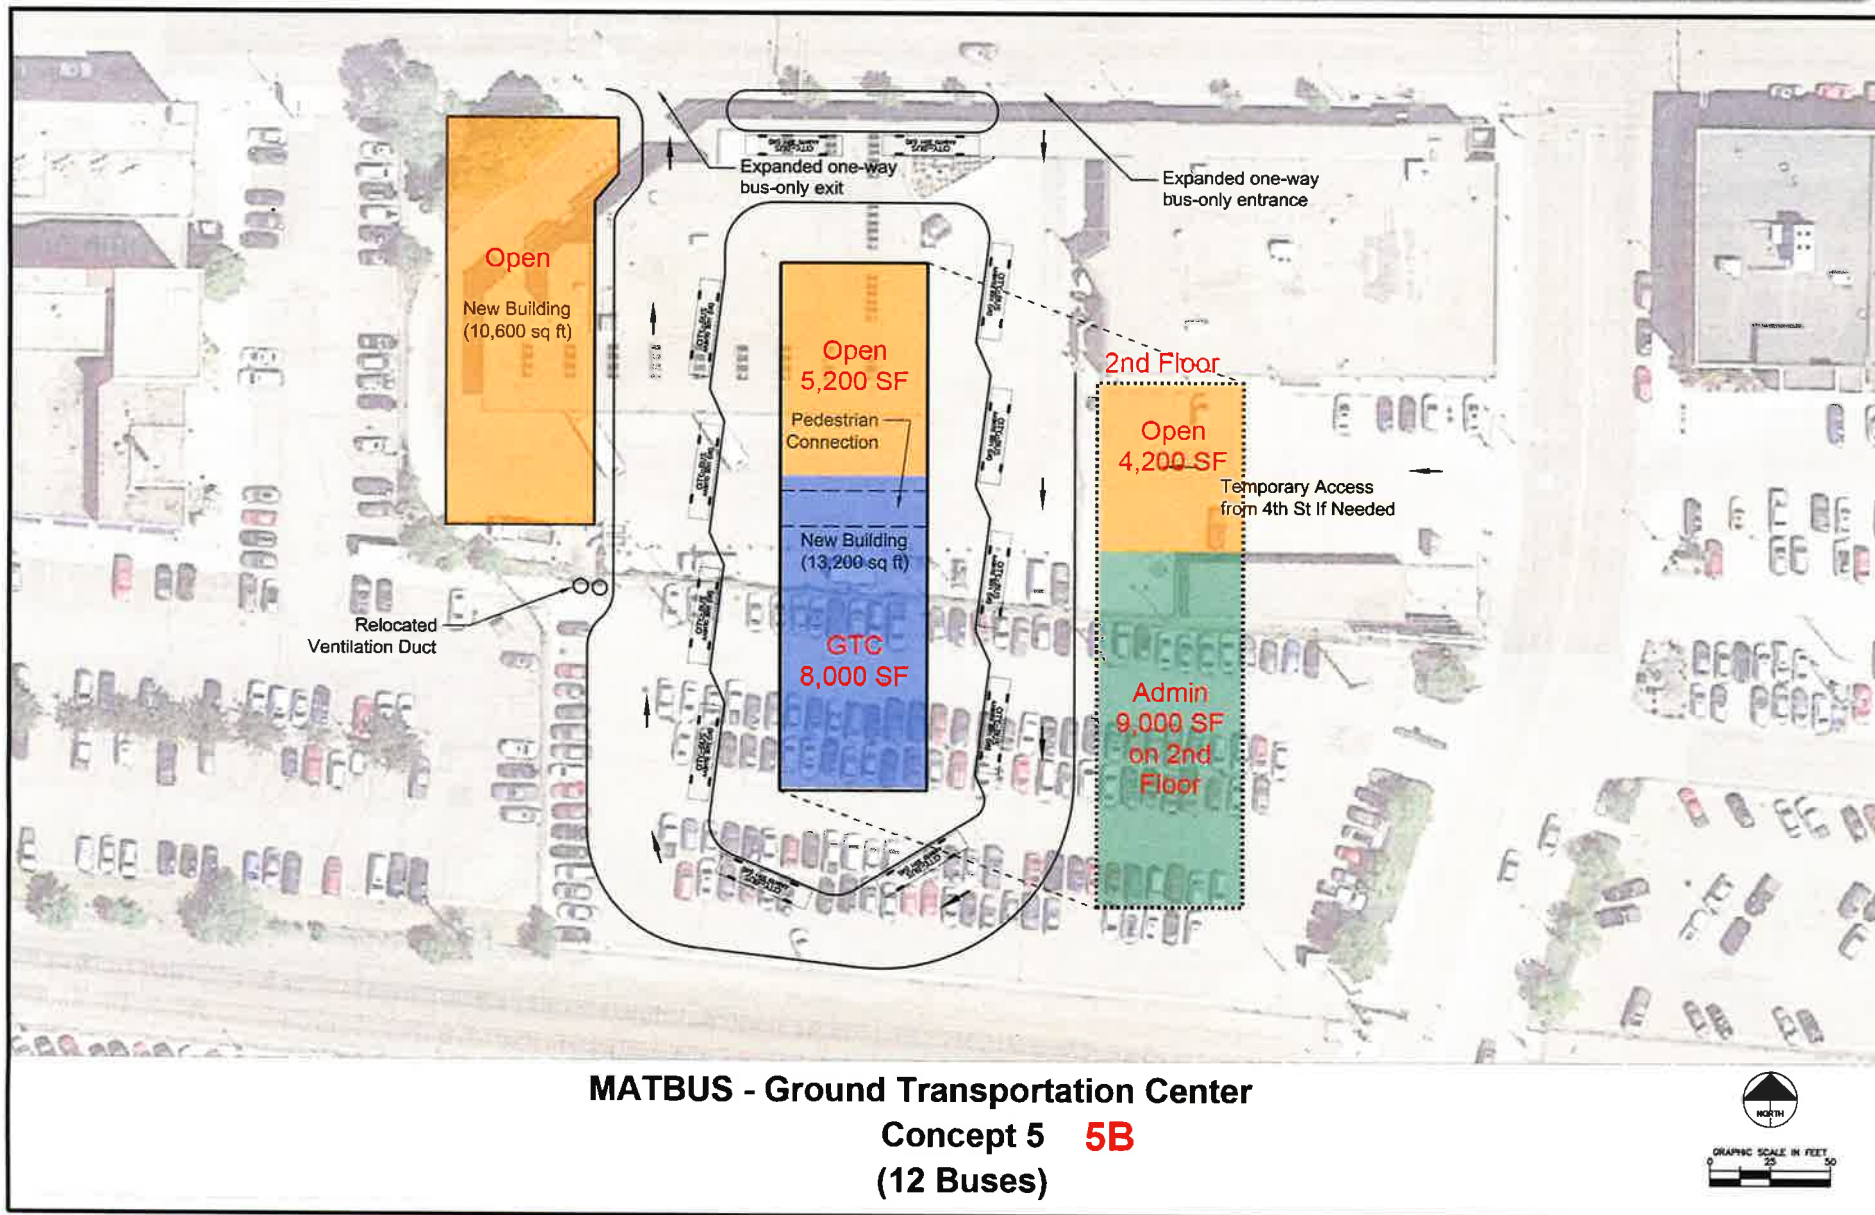 Expanded one-way
bus-only exit
Expanded one-way
bus-only entrance
Open
New Building
(10,600 sq ft)
Open
5,200 SF
Pedestrian
Connection
New Building
(13,200 sq ft)
GTC
8,000 SF
2nd Floor
Open
4,200 SF
Temporary Access
from 4th St If Needed
Admin
9,000 SF
on 2nd
Floor
Relocated
Ventilation Duct
MATBUS - Ground Transportation Center
Concept 5 5B
(12 Buses)
NORTH
GRAPHIC SCALE IN FEET
0 25 50